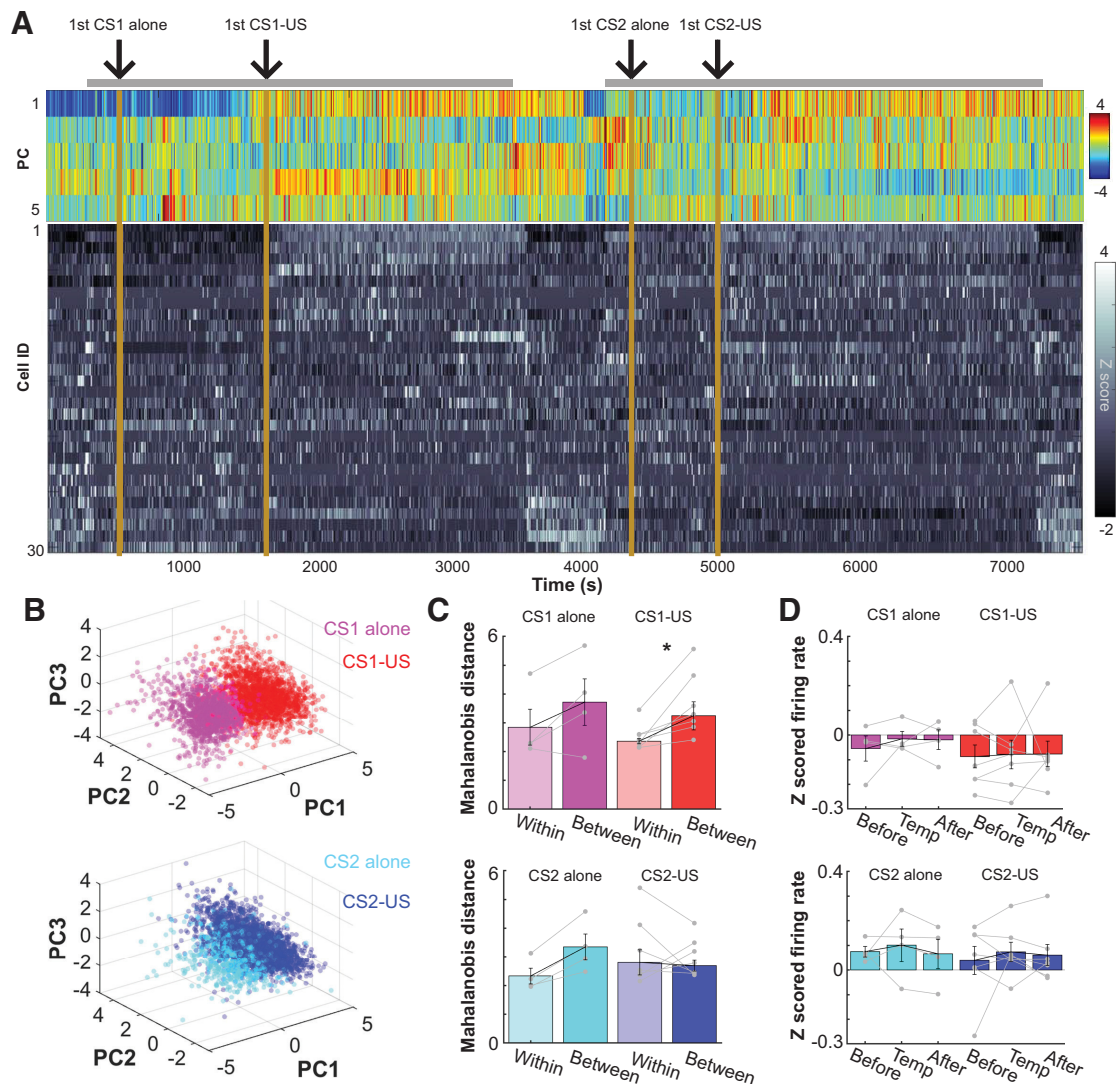 A
1st CS1 alone 1st CS1-US 1st CS2 alone 1st CS2-US
1
PC
5
4
-4
1
Cell ID
30
4
Z score
-2
1000 2000 3000 4000 5000 6000 7000
Time (s)
B
CS1 alone
CS1-US
4
2
0
-2
-4
PC3
4
2
0
-2
PC2
-5
0
5
PC1
CS2 alone
CS2-US
4
2
0
-2
-4
PC3
4
2
0
-2
PC2
-5
0
5
PC1
C
CS1 alone CS1-US
6
*
Mahalanobis distance
0
Within Between Within Between
CS2 alone CS2-US
6
Mahalanobis distance
0
Within Between Within Between
D
CS1 alone CS1-US
0.4
0
-0.3
Z scored firing rate
Before Temp After Before Temp After
CS2 alone CS2-US
0.4
0
-0.3
Z scored firing rate
Before Temp After Before Temp After